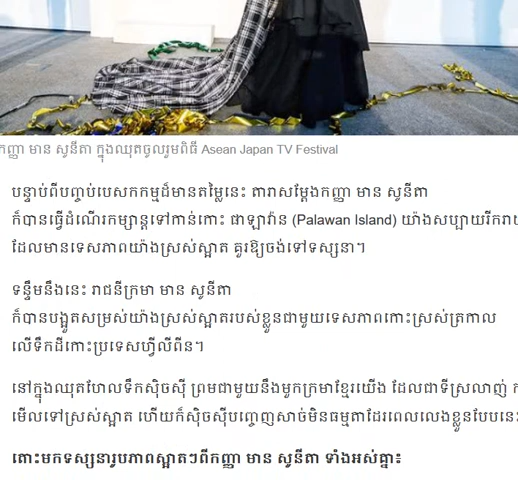 កញ្ញា មាន សូនីតា ក្នុងឈុតចូលរួមពិធី Asean Japan TV Festival
បន្ទាប់ពីបញ្ចប់បេសកកម្មដ៏មានតម្លៃនេះ តារាសម្ដែងកញ្ញា មាន សូនីតា
ក៏បានធ្វើដំណើរកម្សាន្តទៅកាន់កោះ ផាឡាវ៉ាន (Palawan Island) យ៉ាងសប្បាយរីករាយ
ដែលមានទេសភាពយ៉ាងស្រស់ស្អាត គួរឱ្យចង់ទៅទស្សនា។
ទន្ទឹមនឹងនេះ រាជនីក្រមា មាន សូនីតា
ក៏បានបង្អួតសម្រស់យ៉ាងស្រស់ស្អាតរបស់ខ្លួនជាមួយទេសភាពកោះស្រស់ត្រកាល
លើទឹកដីកោះប្រទេសហ្វីលីពីន។
នៅក្នុងឈុតហែលទឹកស៊ិចស៊ី ព្រមជាមួយនឹងមួកក្រមាខ្មែរយើង ដែលជាទីស្រលាញ់
មើលទៅស្រស់ស្អាត ហើយក៏ស៊ិចស៊ីបញ្ចេញសាច់មិនធម្មតាដែរពេលលេងខ្លួនបែបនេះ
តោះមកទស្សនារូបភាពស្អាតៗពីកញ្ញា មាន សូនីតា ទាំងអស់គ្នា៖